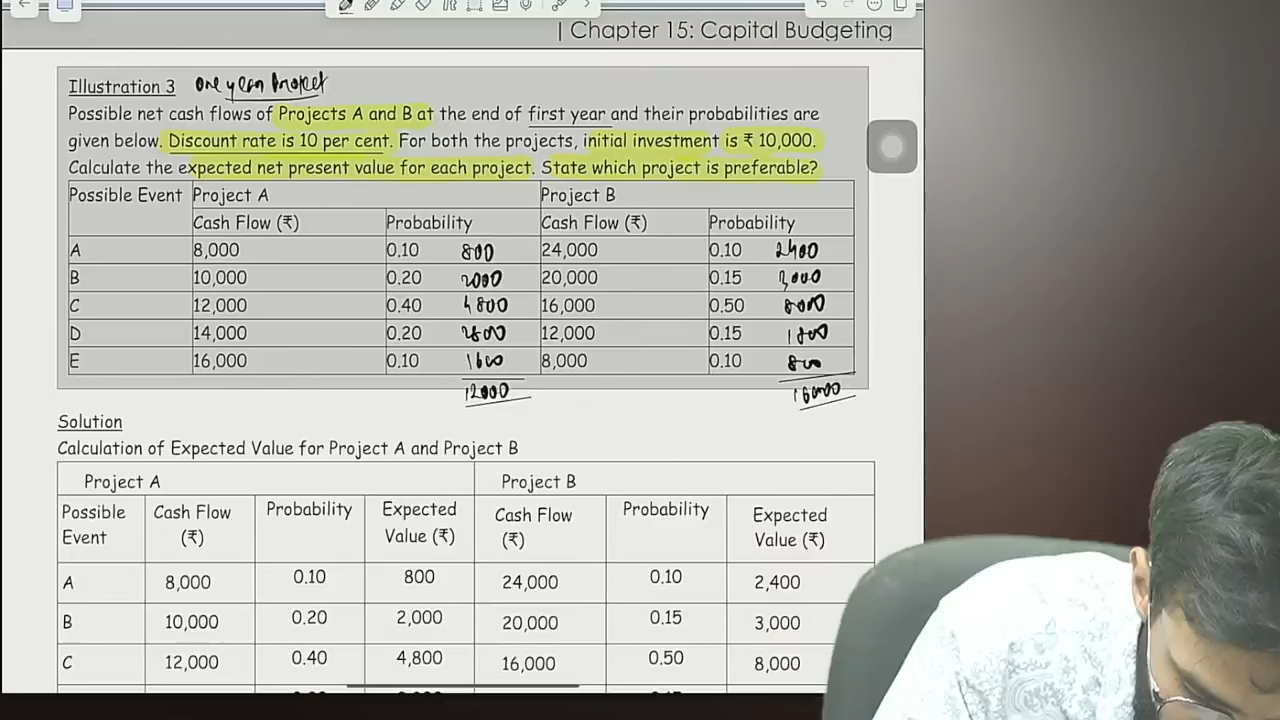 | Chapter 15: Capital Budgeting
Illustration 3 One year Project
Possible net cash flows of Projects A and B at the end of first year and their probabilities are
given below. Discount rate is 10 per cent. For both the projects, initial investment is ₹ 10,000.
Calculate the expected net present value for each project. State which project is preferable?
Possible Event Project A Project B
Cash Flow (₹) Probability Cash Flow (₹) Probability
A 8,000 0.10 800 24,000 0.10 2400
B 10,000 0.20 2000 20,000 0.15 3000
C 12,000 0.40 4800 16,000 0.50 8000
D 14,000 0.20 2800 12,000 0.15 1800
E 16,000 0.10 1600 8,000 0.10 800
12000 16000
Solution
Calculation of Expected Value for Project A and Project B
Project A Project B
Possible Event Cash Flow (₹) Probability Expected Value (₹) Cash Flow (₹) Probability Expected Value (₹)
A 8,000 0.10 800 24,000 0.10 2,400
B 10,000 0.20 2,000 20,000 0.15 3,000
C 12,000 0.40 4,800 16,000 0.50 8,000